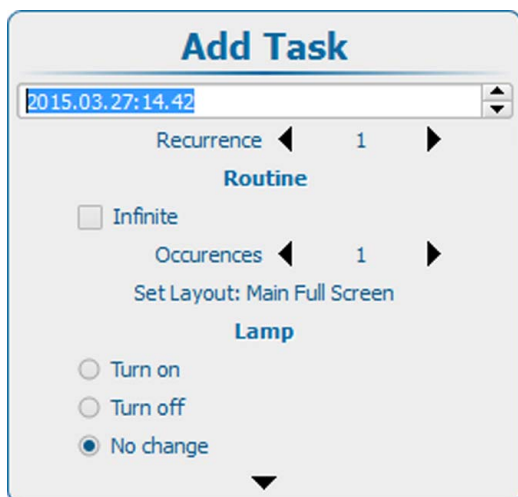 Add Task
2015.03.27:14.42
Recurrence 1
Routine
Infinite
Occurences 1
Set Layout: Main Full Screen
Lamp
Turn on
Turn off
No change